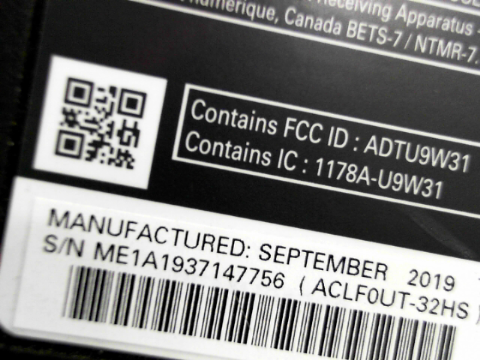 Receiving Apparatus -
numérique, Canada BETS-7 / NTMR-7.
Contains FCC ID : ADTU9W31
Contains IC : 1178A-U9W31
MANUFACTURED: SEPTEMBER 2019
S/N ME1A1937147756 ( ACLF0UT-32HS )